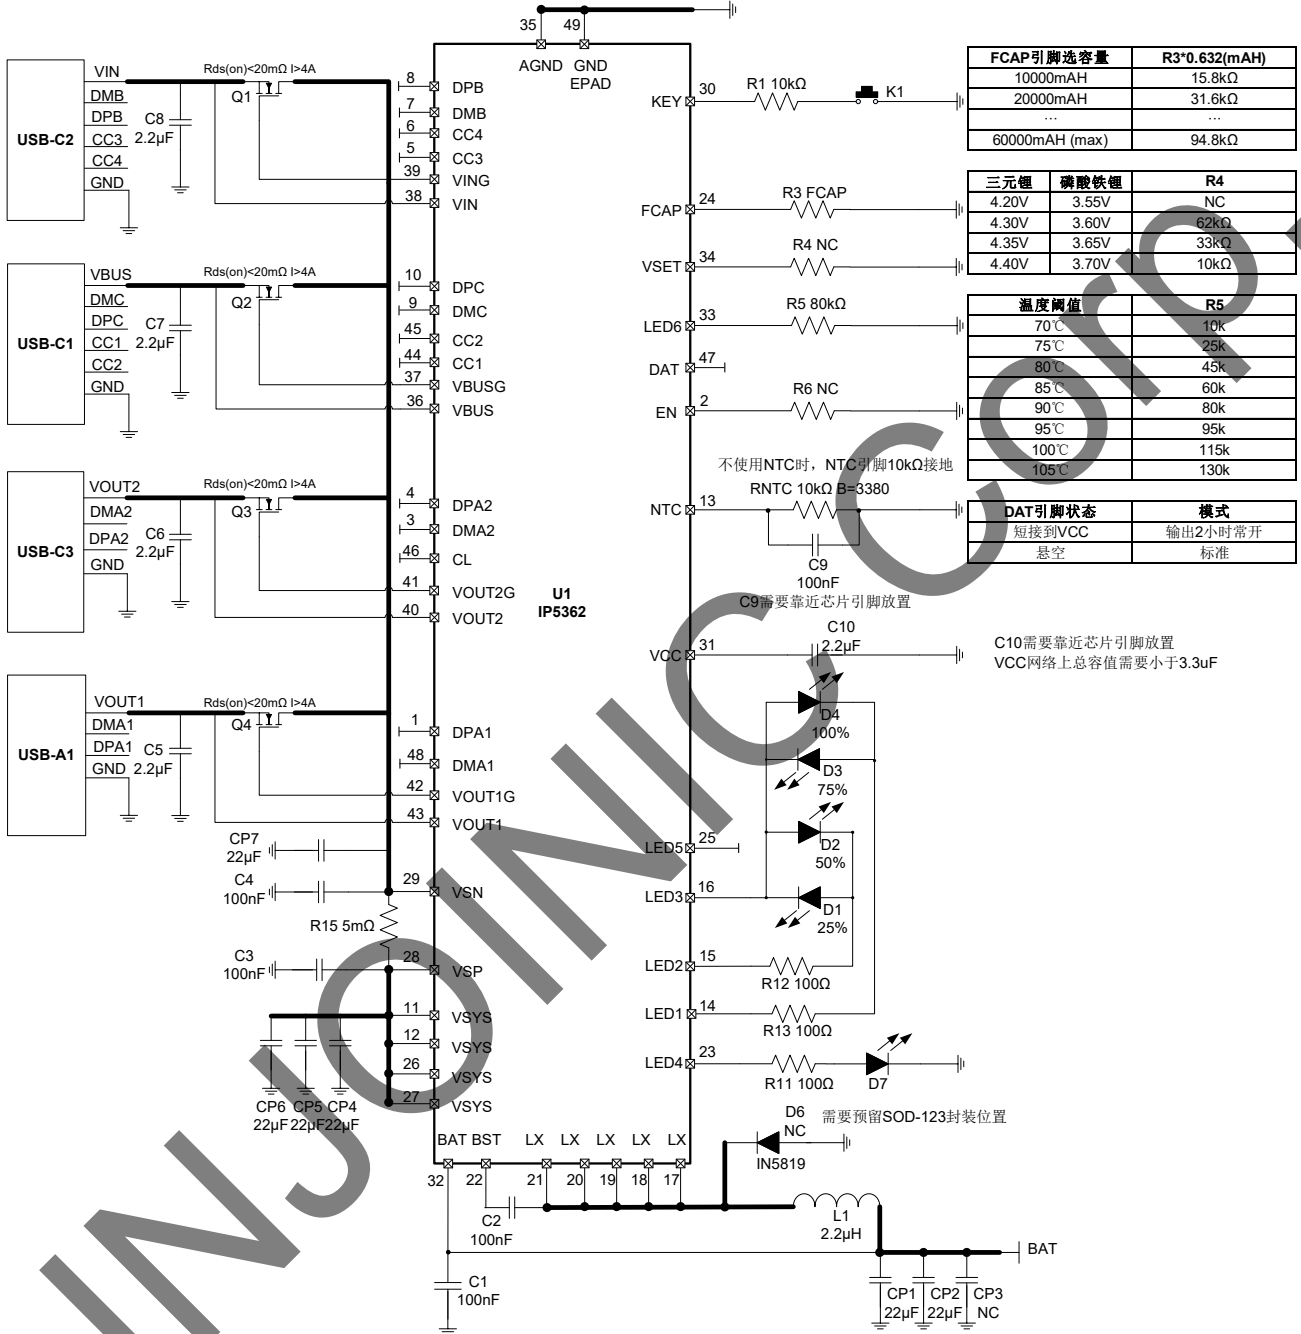 35
49
AGND
GND
EPAD
USB-C2
VIN
DMB
DPB
CC3
CC4
GND
C8
2.2µF
Rds(on)<20mΩ I>4A
Q1
8
DPB
7
DMB
6
CC4
5
CC3
39
VING
38
VIN
USB-C1
VBUS
DMC
DPC
CC1
CC2
GND
C7
2.2µF
Rds(on)<20mΩ I>4A
Q2
10
DPC
9
DMC
45
CC2
44
CC1
37
VBUSG
36
VBUS
USB-C3
VOUT2
DMA2
DPA2
GND
C6
2.2µF
Rds(on)<20mΩ I>4A
Q3
4
DPA2
3
DMA2
46
CL
41
VOUT2G
40
VOUT2
U1
IP5362
USB-A1
VOUT1
DMA1
DPA1
GND
C5
2.2µF
Rds(on)<20mΩ I>4A
Q4
1
DPA1
48
DMA1
42
VOUT1G
43
VOUT1
CP7
22µF
C4
100nF
29
VSN
R15 5mΩ
C3
100nF
28
VSP
11
VSYS
12
VSYS
26
VSYS
27
VSYS
CP6 CP5 CP4
22µF 22µF 22µF
BAT BST LX LX LX LX LX
32
22
21
20
19
18
17
C2
100nF
C1
100nF
KEY
30
R1 10kΩ
K1
FCAP
24
R3 FCAP
VSET
34
R4 NC
LED6
33
R5 80kΩ
DAT
47
EN
2
R6 NC
不使用NTC时，NTC引脚10kΩ接地
RNTC 10kΩ B=3380
NTC
13
C9
100nF
C9需要靠近芯片引脚放置
VCC
31
C10
2.2µF
C10需要靠近芯片引脚放置
VCC网络上总容值需要小于3.3uF
D4
100%
D3
75%
D2
50%
D1
25%
LED5
25
LED3
16
LED2
15
R12 100Ω
LED1
14
R13 100Ω
LED4
23
R11 100Ω
D7
D6
NC
IN5819
需要预留SOD-123封装位置
L1
2.2µH
BAT
CP1
22µF
CP2
22µF
CP3
NC
FCAP引脚选容量 R3*0.632(mAH)
10000mAH 15.8kΩ
20000mAH 31.6kΩ
... ...
60000mAH (max) 94.8kΩ
三元锂 磷酸铁锂 R4
4.20V 3.55V NC
4.30V 3.60V 62kΩ
4.35V 3.65V 33kΩ
4.40V 3.70V 10kΩ
温度阈值 R5
70℃ 10k
75℃ 25k
80℃ 45k
85℃ 60k
90℃ 80k
95℃ 95k
100℃ 115k
105℃ 130k
DAT引脚状态 模式
短接到VCC 输出2小时常开
悬空 标准
INJOINIC Corp.